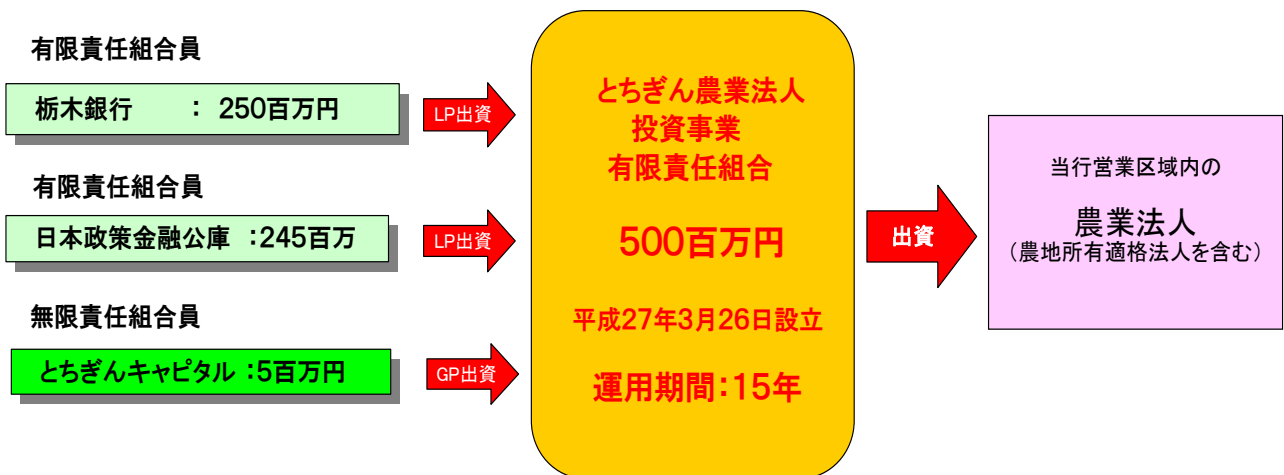 有限責任組合員
栃木銀行 : 250百万円
LP出資
有限責任組合員
日本政策金融公庫 :245百万
LP出資
無限責任組合員
とちぎんキャピタル :5百万円
GP出資
とちぎん農業法人
投資事業
有限責任組合
500百万円
平成27年3月26日設立
運用期間:15年
出資
当行営業区域内の
農業法人
(農地所有適格法人を含む)